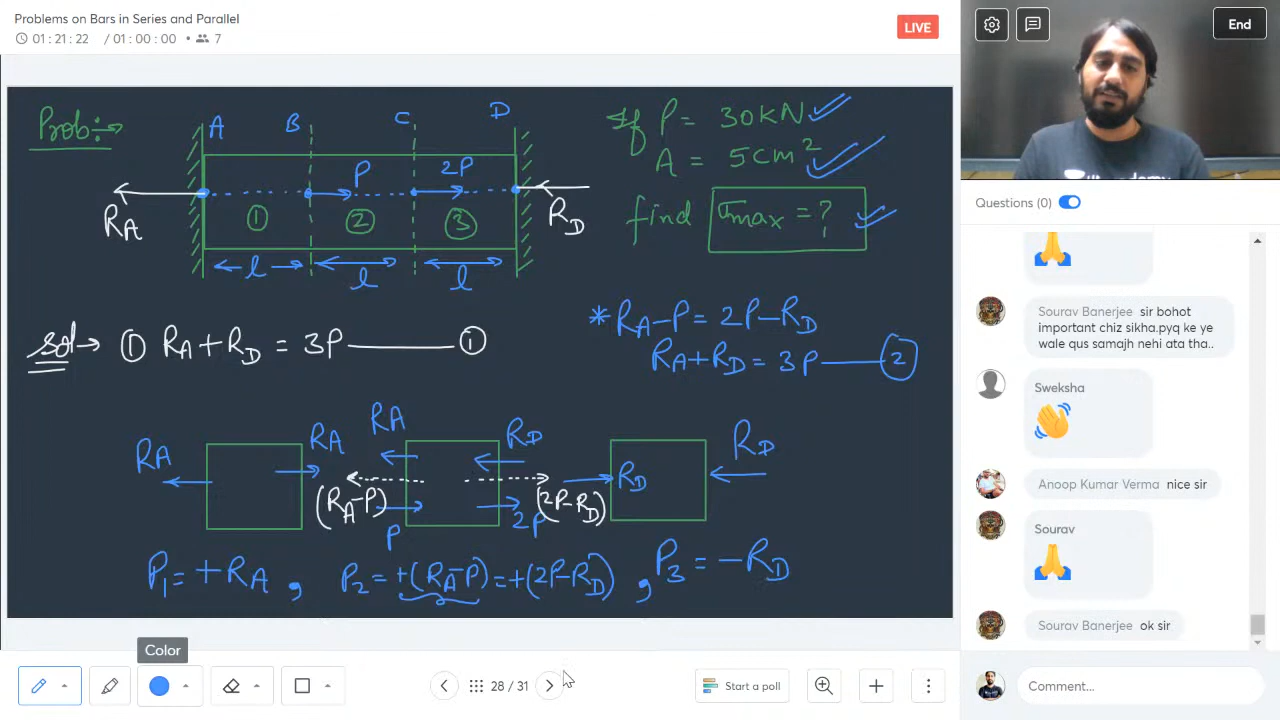 Problems on Bars in Series and Parallel
01 : 21 : 22 / 01 : 00 : 00 • 7
LIVE
End
Prob:→
A B C D
P 2P
RA ① ② ③ RD
l l l
If P = 30KN
A = 5cm²
find σmax = ?
Sol→ ① RA+RD = 3P ——— ①
*RA-P = 2P-RD
RA+RD = 3P ——— ②
RA RA RA RD RD RD
(RA-P) P (2P-RD) 2P
P1 = +RA , P2 = +(RA-P) = +(2P-RD) , P3 = -RD
Color
28 / 31
Start a poll
Questions (0)
Sourav Banerjee sir bohot
important chiz sikha.pyq ke ye
wale qus samajh nehi ata tha..
Sweksha
👋
Anoop Kumar Verma nice sir
Sourav
🙏
Sourav Banerjee ok sir
Comment...